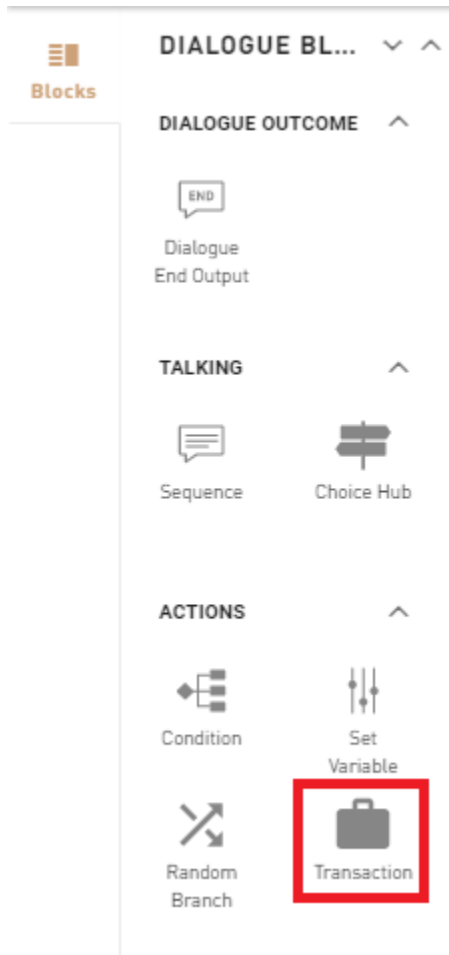 DIALOGUE BL...
Blocks
DIALOGUE OUTCOME
END
Dialogue
End Output
TALKING
Sequence
Choice Hub
ACTIONS
Condition
Set
Variable
Random
Branch
Transaction